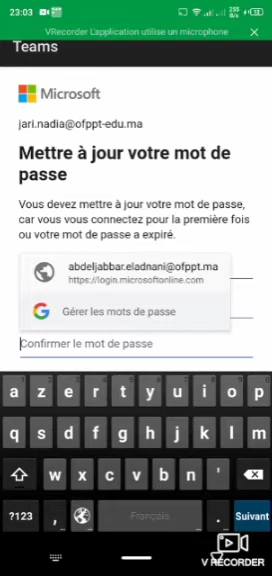 23:03
255
B/s
VRecorder L'application utilise un microphone
Teams
Microsoft
jari.nadia@ofppt-edu.ma
Mettre à jour votre mot de
passe
Vous devez mettre à jour votre mot de passe,
car vous vous connectez pour la première fois
ou votre mot de passe a expiré.
abdeljabbar.eladnani@ofppt.ma
https://login.microsoftonline.com
Gérer les mots de passe
Confirmer le mot de passe
a z e r t y u i o p
q s d f g h j k l m
w x c v b n '
?123 , Français . Suivant
V RECORDER